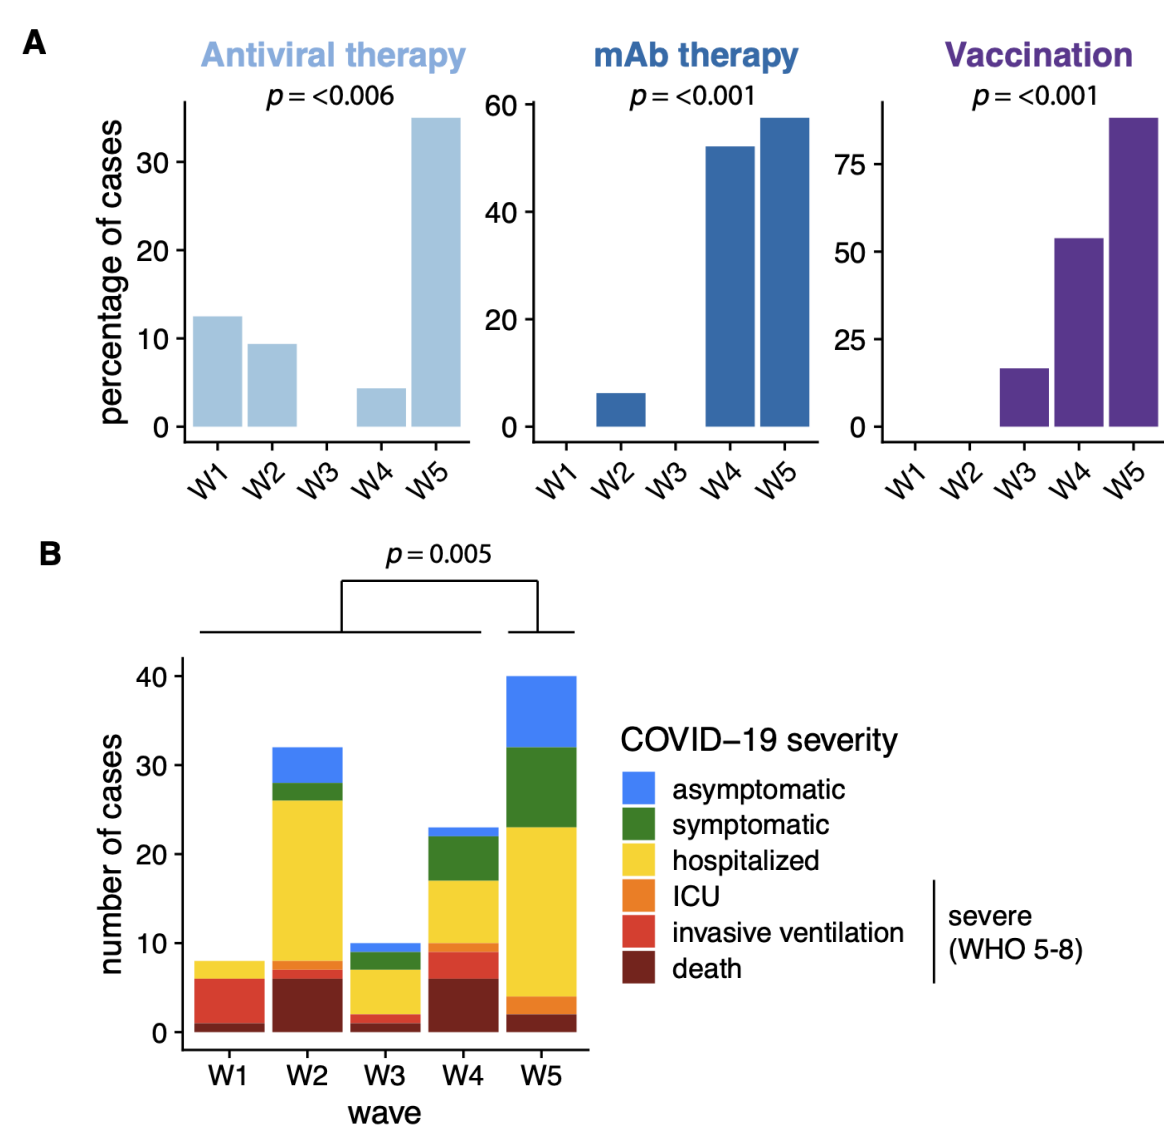 A
Antiviral therapy
mAb therapy
Vaccination
p = <0.006
p = <0.001
p = <0.001
percentage of cases
30
20
10
0
W1 W2 W3 W4 W5
60
40
20
0
W1 W2 W3 W4 W5
75
50
25
0
W1 W2 W3 W4 W5
B
p = 0.005
number of cases
40
30
20
10
0
W1 W2 W3 W4 W5
wave
COVID–19 severity
asymptomatic
symptomatic
hospitalized
ICU
invasive ventilation
death
severe
(WHO 5-8)